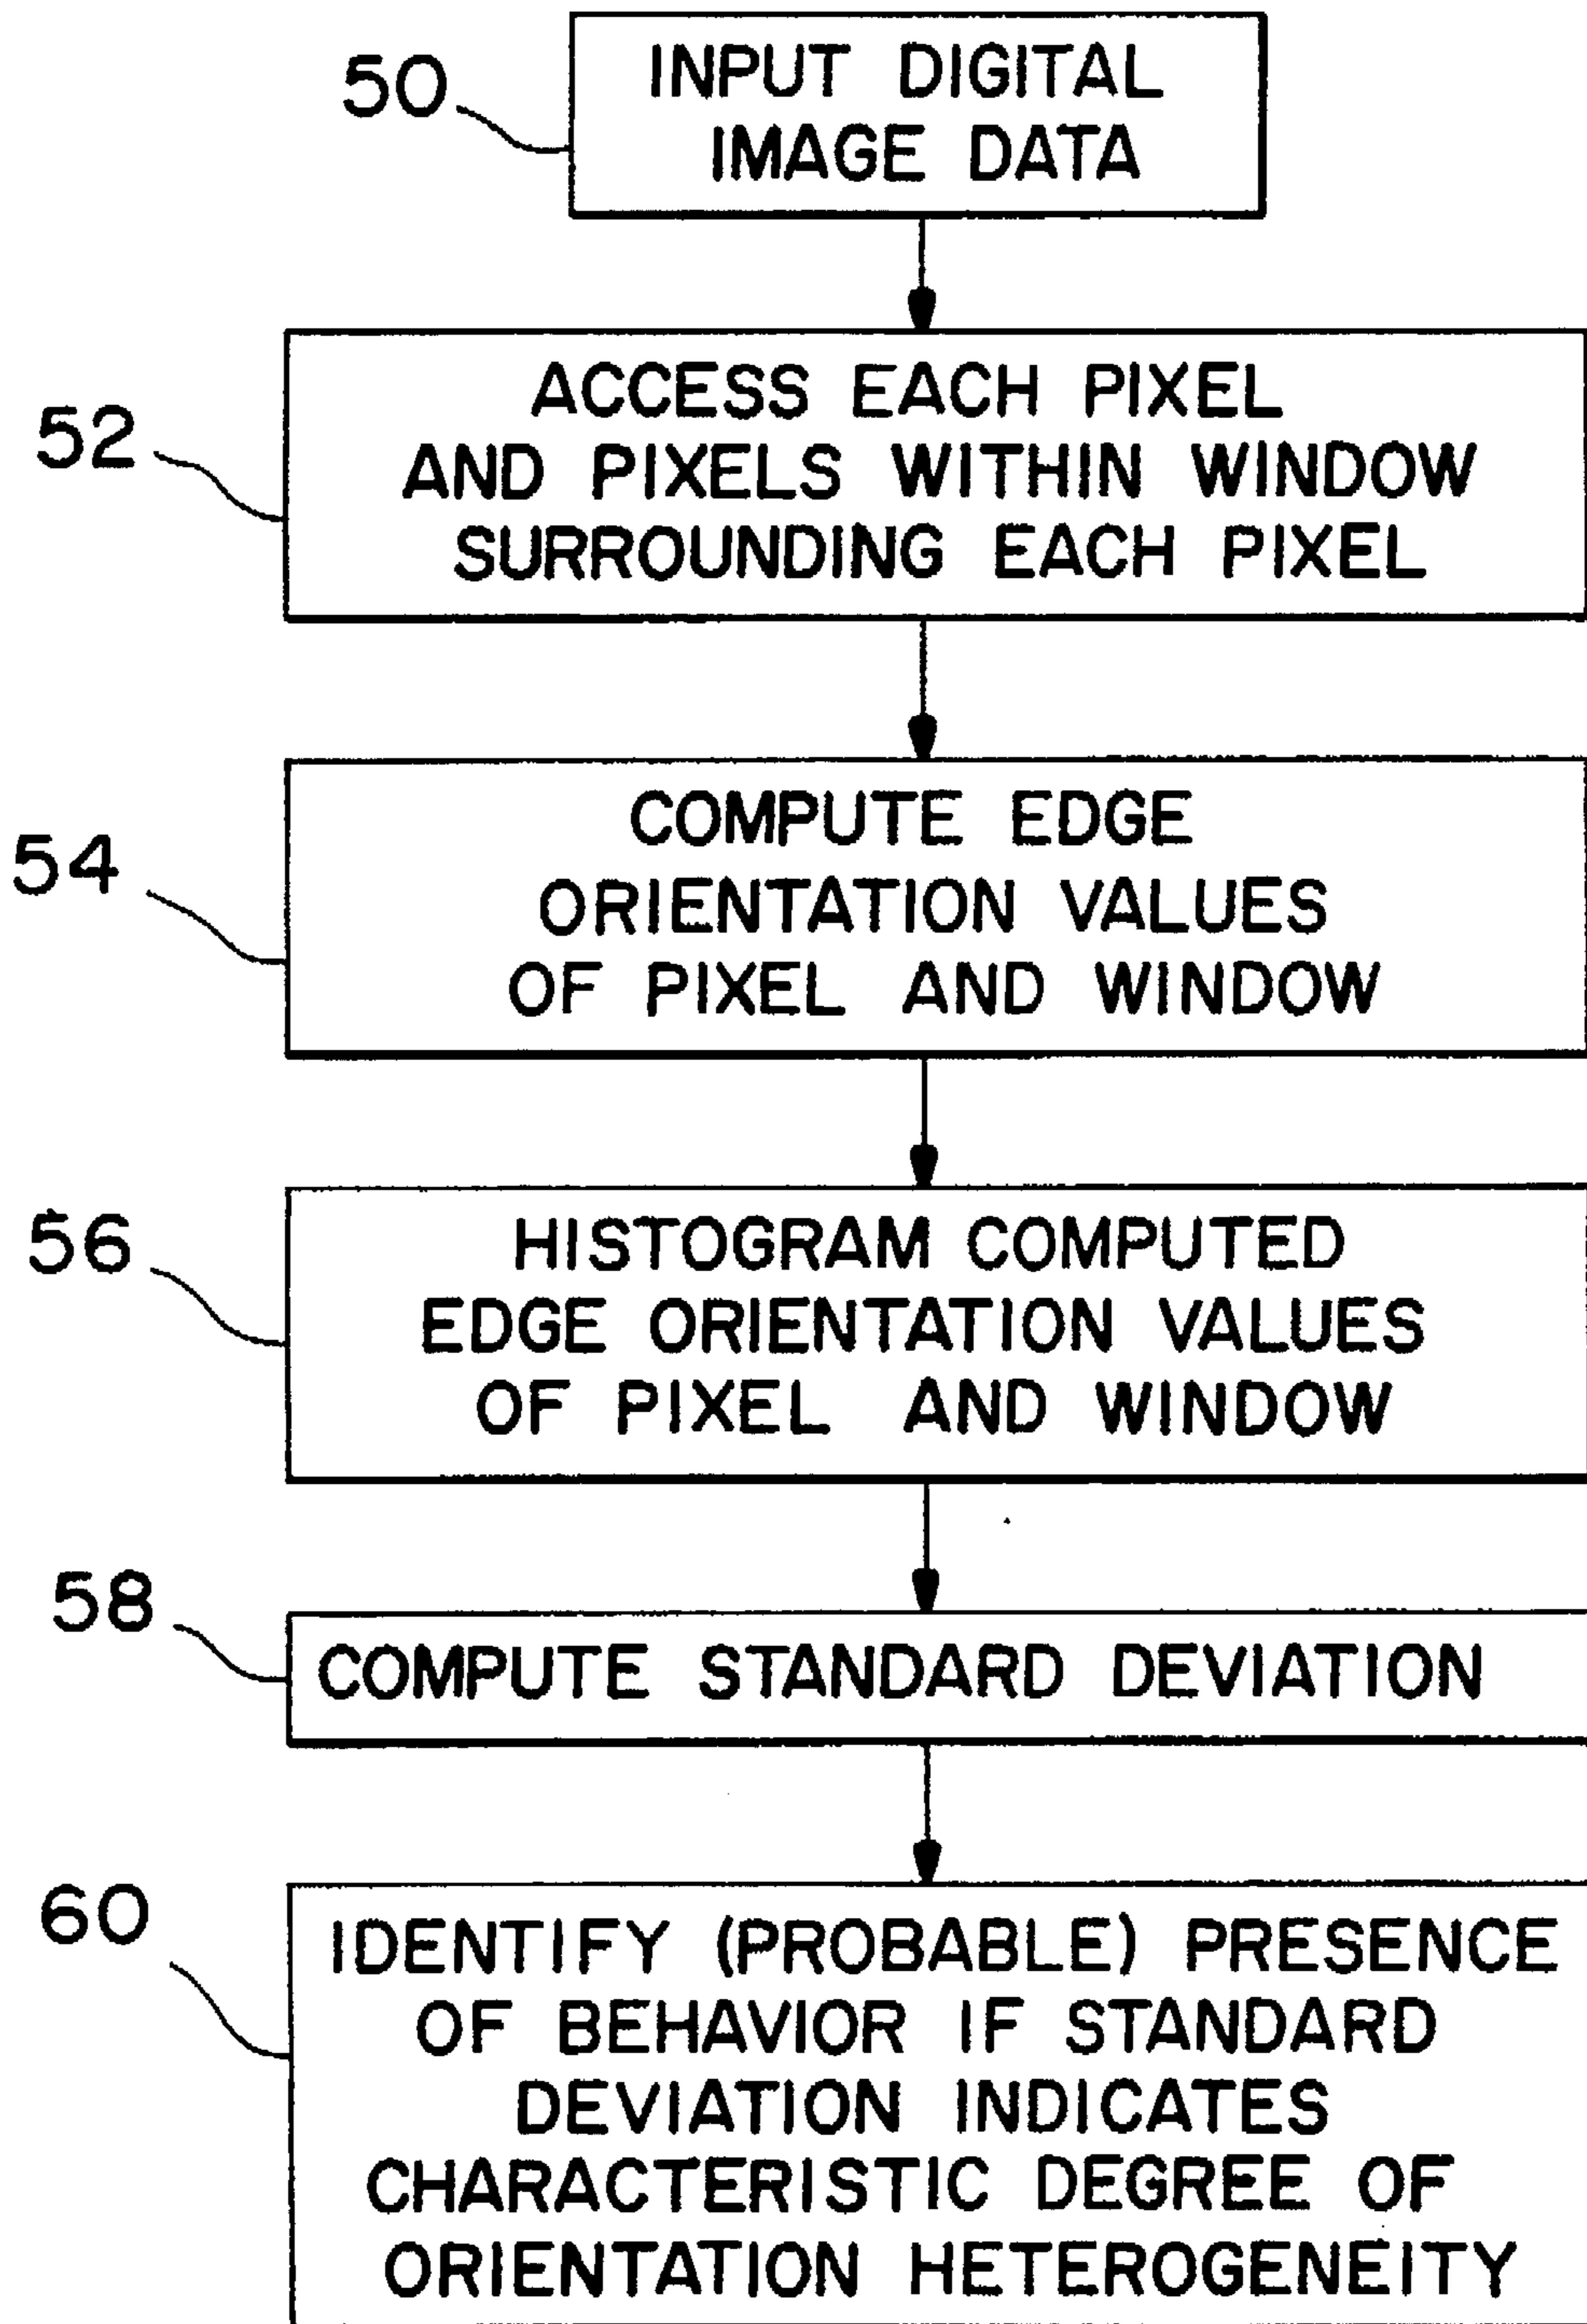 50
INPUT DIGITAL
IMAGE DATA
52
ACCESS EACH PIXEL
AND PIXELS WITHIN WINDOW
SURROUNDING EACH PIXEL
54
COMPUTE EDGE
ORIENTATION VALUES
OF PIXEL AND WINDOW
56
HISTOGRAM COMPUTED
EDGE ORIENTATION VALUES
OF PIXEL AND WINDOW
58
COMPUTE STANDARD DEVIATION
60
IDENTIFY (PROBABLE) PRESENCE
OF BEHAVIOR IF STANDARD
DEVIATION INDICATES
CHARACTERISTIC DEGREE OF
ORIENTATION HETEROGENEITY